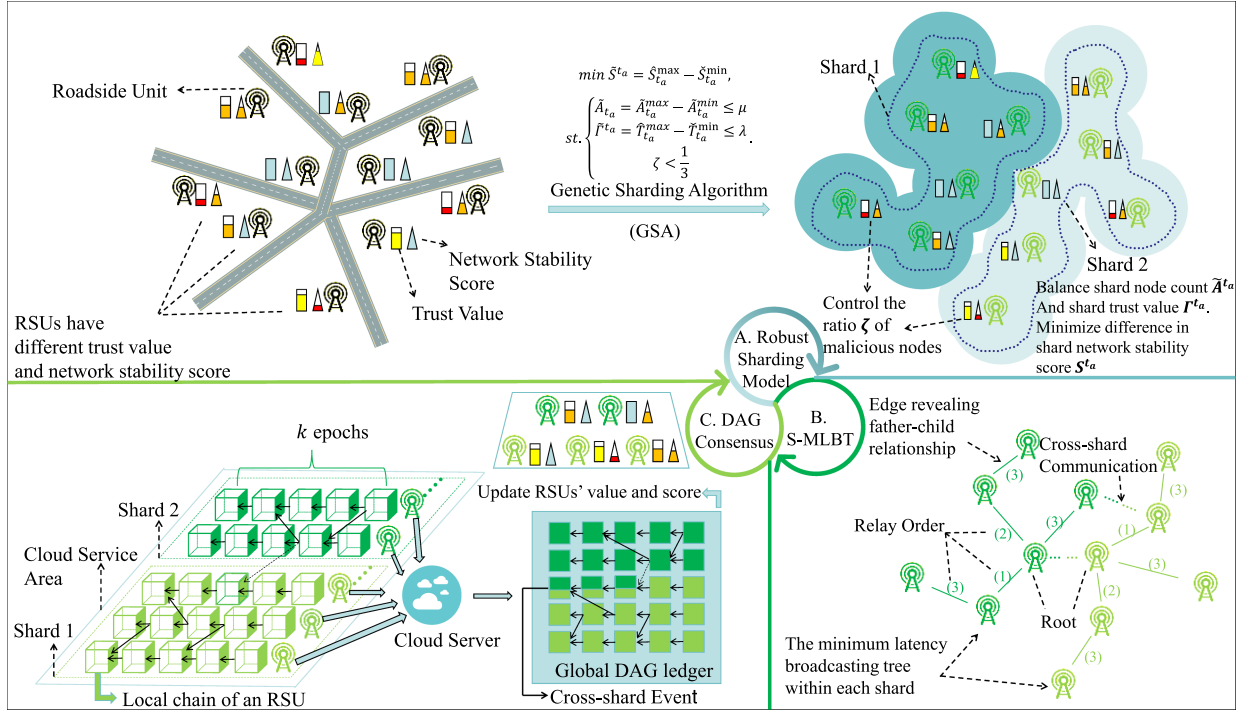 Roadside Unit
Network Stability
Score
Trust Value
RSUs have
different trust value
and network stability score
min S̃^{t_a} = Ŝ_{t_a}^{max} − Š_{t_a}^{min},
st. { Ã_{t_a} = Â_{t_a}^{max} − Ǎ_{t_a}^{min} ≤ μ
Γ̃^{t_a} = Γ̂_{t_a}^{max} − Γ̌_{t_a}^{min} ≤ λ .
ζ < 1/3
Genetic Sharding Algorithm
(GSA)
Shard 1
Shard 2
Balance shard node count Ã^{t_a}
And shard trust value Γ^{t_a}.
Minimize difference in
shard network stability
score S^{t_a}
Control the
ratio ζ of
malicious nodes
A. Robust
Sharding
Model
C. DAG
Consensus
B.
S-MLBT
k epochs
Shard 2
Cloud Service
Area
Shard 1
Local chain of an RSU
Cloud Server
Update RSUs' value and score
Global DAG ledger
Cross-shard Event
Edge revealing
father-child
relationship
Cross-shard
Communication
(3)
(3)
Relay Order
(2)
(3)
(1)
(3)
(1)
(3)
(2)
Root
(3)
The minimum latency
broadcasting tree
within each shard